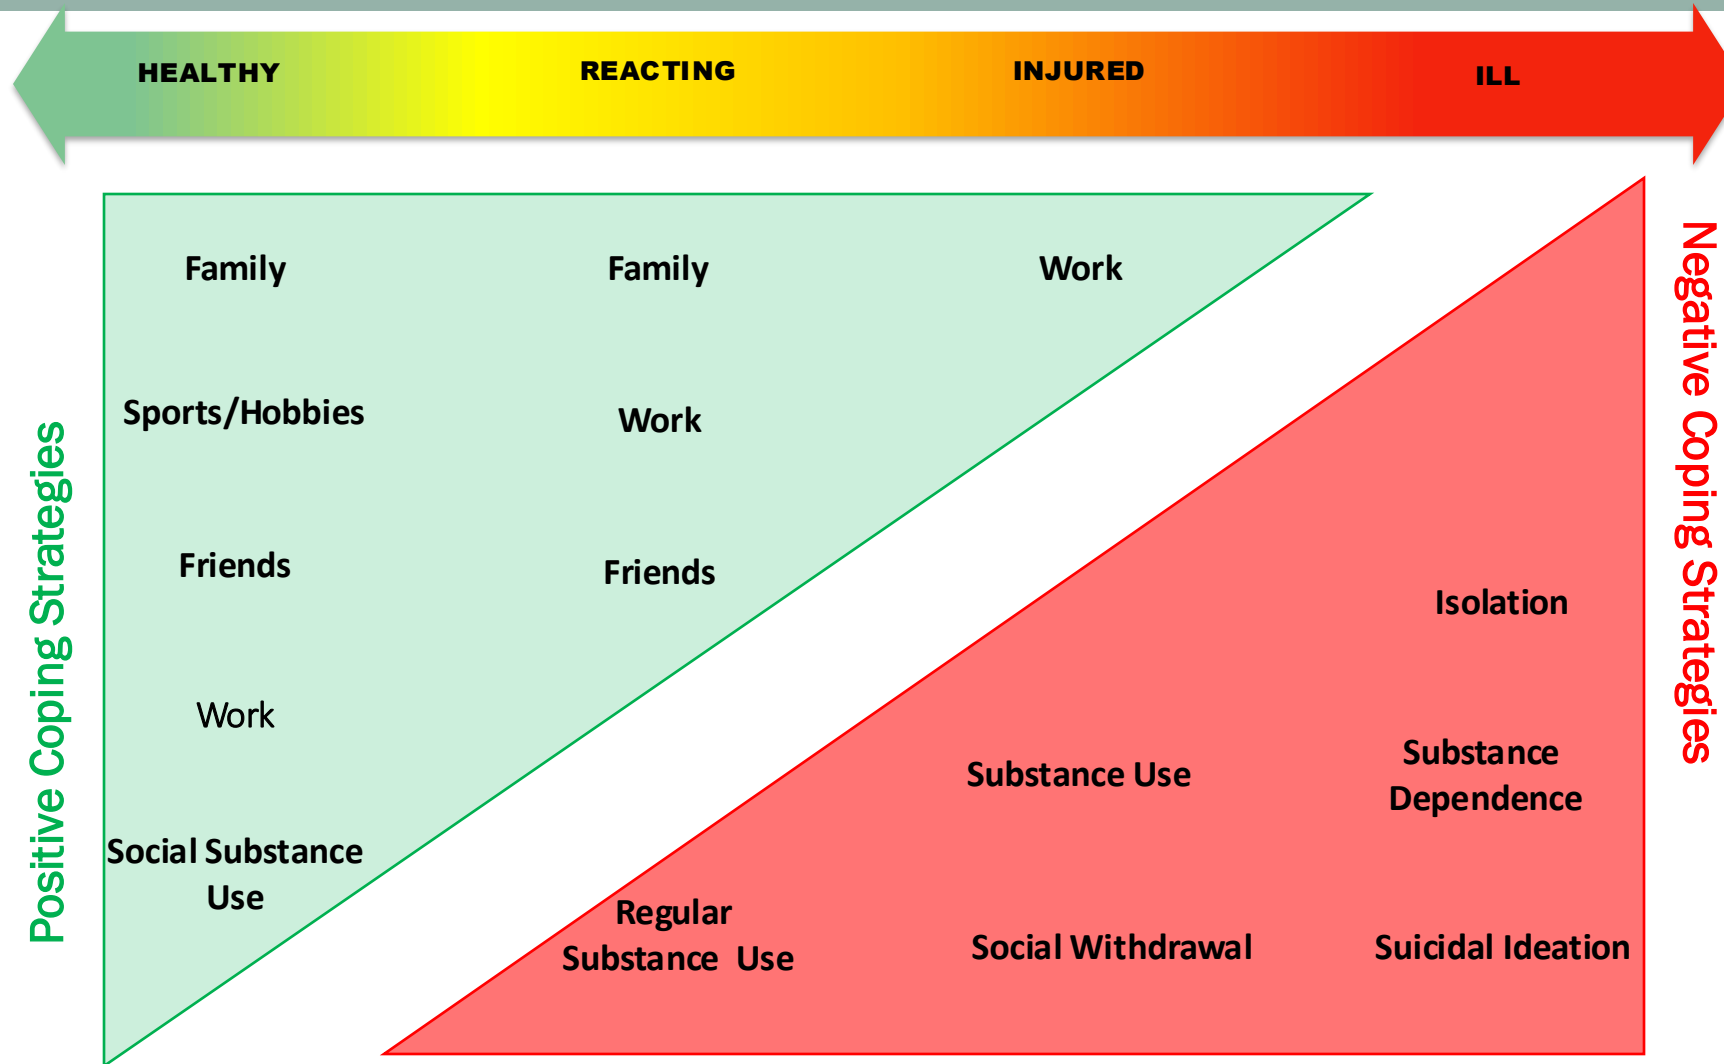 HEALTHY
REACTING
INJURED
ILL
Positive Coping Strategies
Family
Family
Work
Sports/Hobbies
Work
Friends
Friends
Work
Social Substance
Use
Isolation
Substance Use
Substance
Dependence
Regular
Substance Use
Social Withdrawal
Suicidal Ideation
Negative Coping Strategies